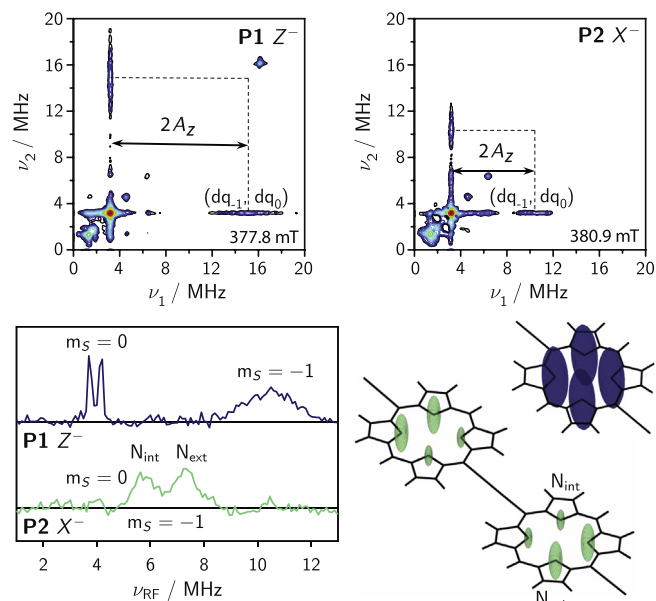 P1 Z⁻
ν₂ / MHz
20
16
12
8
4
0
2A_z
(dq₋₁, dq₀)
377.8 mT
0 4 8 12 16 20
ν₁ / MHz
P2 X⁻
ν₂ / MHz
20
16
12
8
4
0
2A_z
(dq₋₁, dq₀)
380.9 mT
0 4 8 12 16 20
ν₁ / MHz
m_S = 0
m_S = −1
P1 Z⁻
N_int N_ext
m_S = 0
P2 X⁻
m_S = −1
2 4 6 8 10 12
ν_RF / MHz
N_int